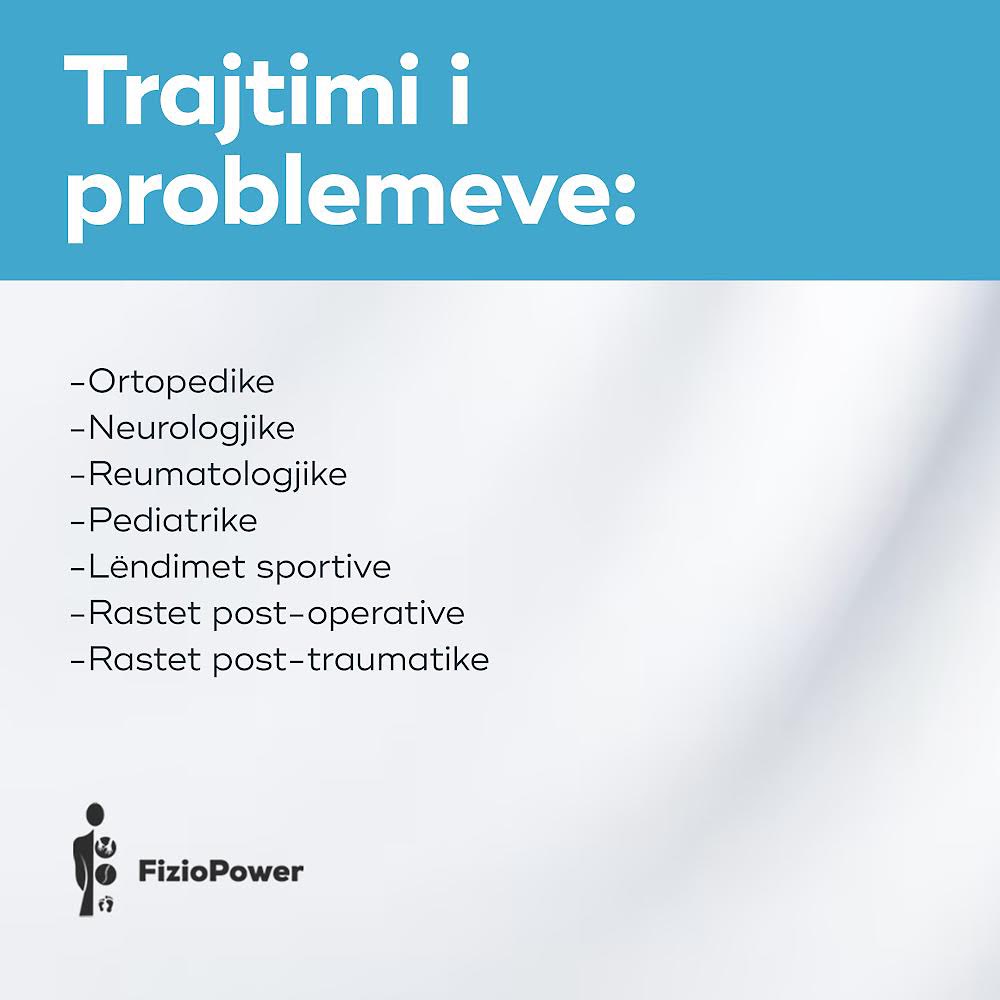 Trajtimi i
problemeve:
-Ortopedike
-Neurologjike
-Reumatologjike
-Pediatrike
-Lëndimet sportive
-Rastet post-operative
-Rastet post-traumatike
FizioPower